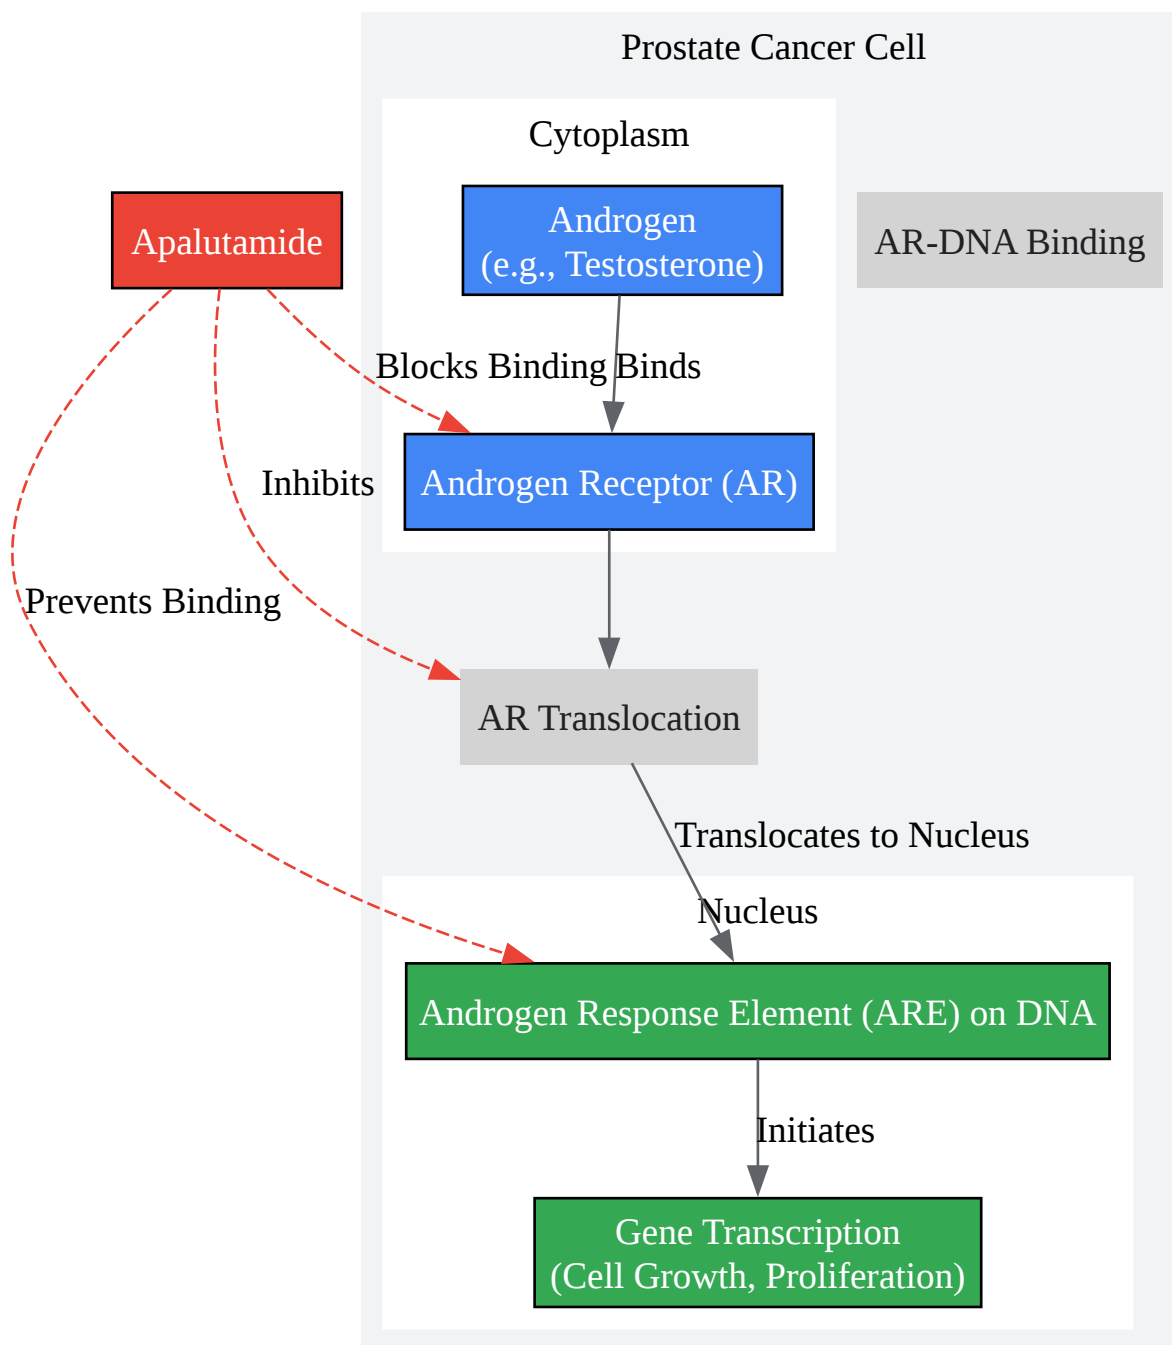 Prostate Cancer Cell
Cytoplasm
Apalutamide
Androgen
(e.g., Testosterone)
AR-DNA Binding
Blocks Binding
Binds
Androgen Receptor (AR)
Inhibits
Prevents Binding
AR Translocation
Translocates to Nucleus
Nucleus
Androgen Response Element (ARE) on DNA
Initiates
Gene Transcription
(Cell Growth, Proliferation)